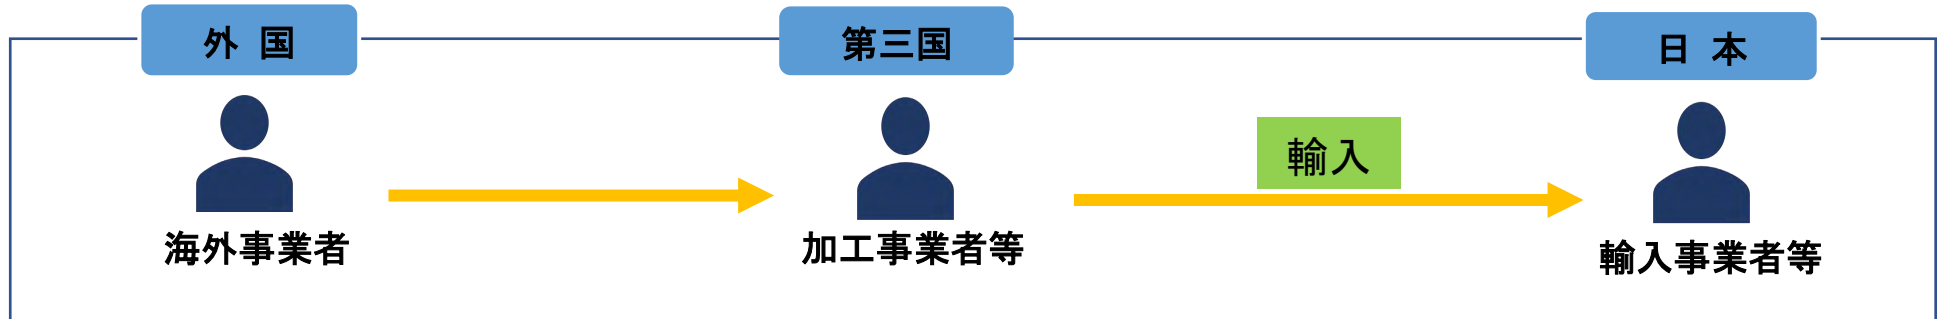 外 国
第三国
日 本
輸入
海外事業者
加工事業者等
輸入事業者等